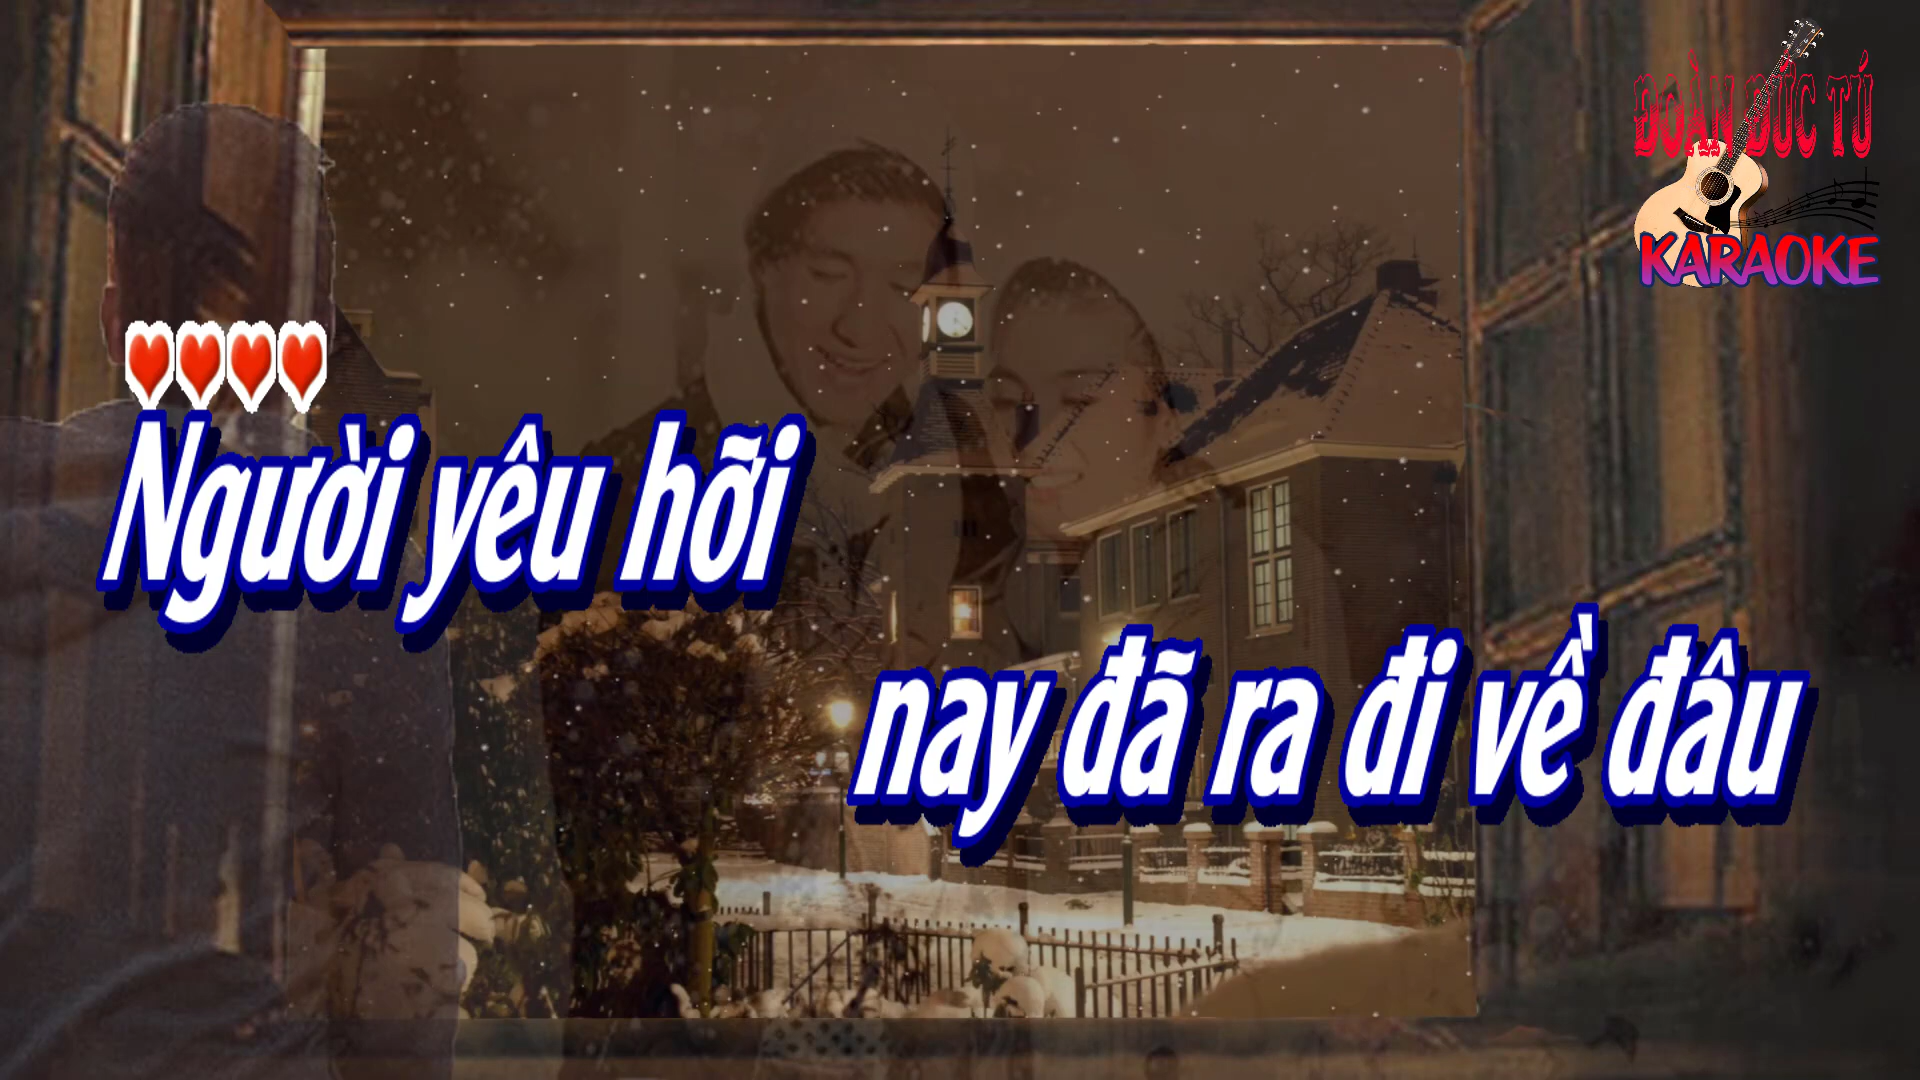 ĐOÀN ĐỨC TÚ
KARAOKE
Người yêu hỡi
nay đã ra đi về đâu